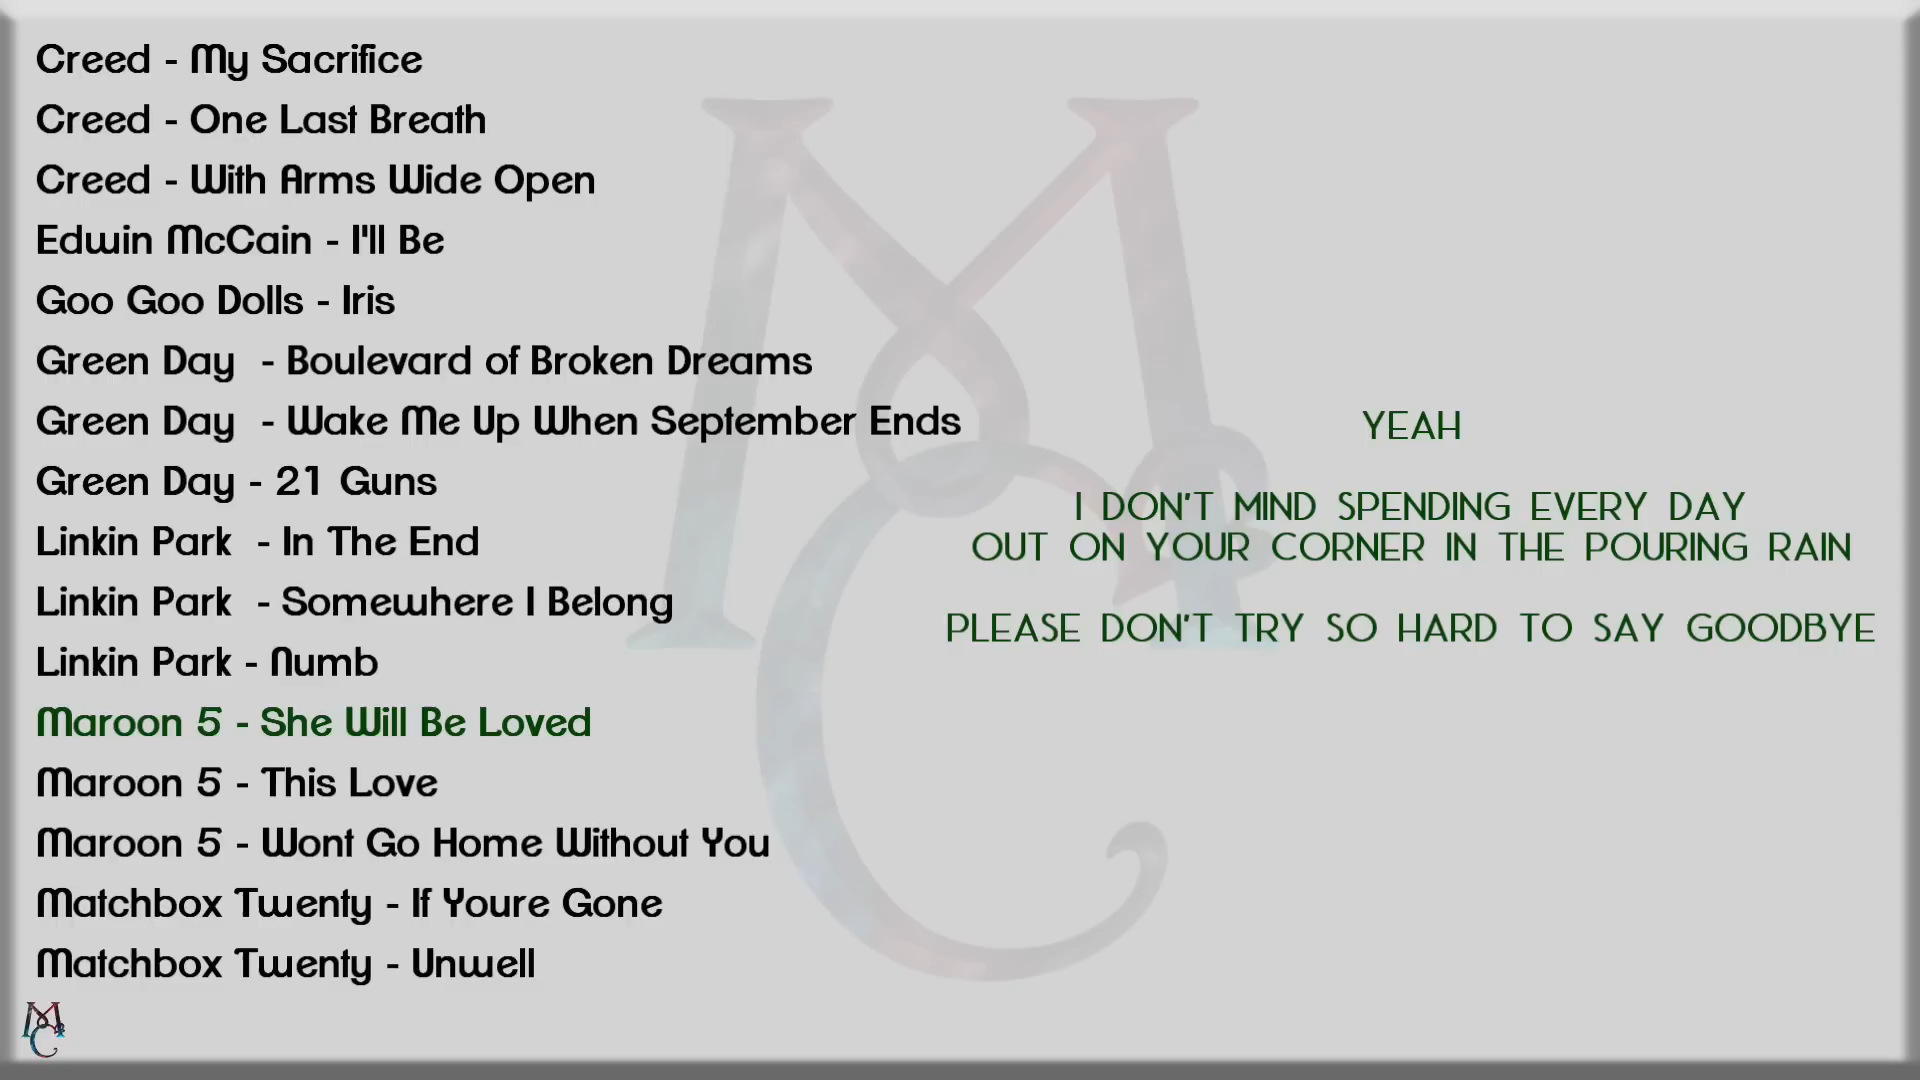 Creed - My Sacrifice
Creed - One Last Breath
Creed - With Arms Wide Open
Edwin McCain - I'll Be
Goo Goo Dolls - Iris
Green Day  - Boulevard of Broken Dreams
Green Day  - Wake Me Up When September Ends
Green Day - 21 Guns
Linkin Park  - In The End
Linkin Park  - Somewhere I Belong
Linkin Park - Numb
Maroon 5 - She Will Be Loved
Maroon 5 - This Love
Maroon 5 - Wont Go Home Without You
Matchbox Twenty - If Youre Gone
Matchbox Twenty - Unwell
YEAH
I DON'T MIND SPENDING EVERY DAY
OUT ON YOUR CORNER IN THE POURING RAIN
PLEASE DON'T TRY SO HARD TO SAY GOODBYE
MC